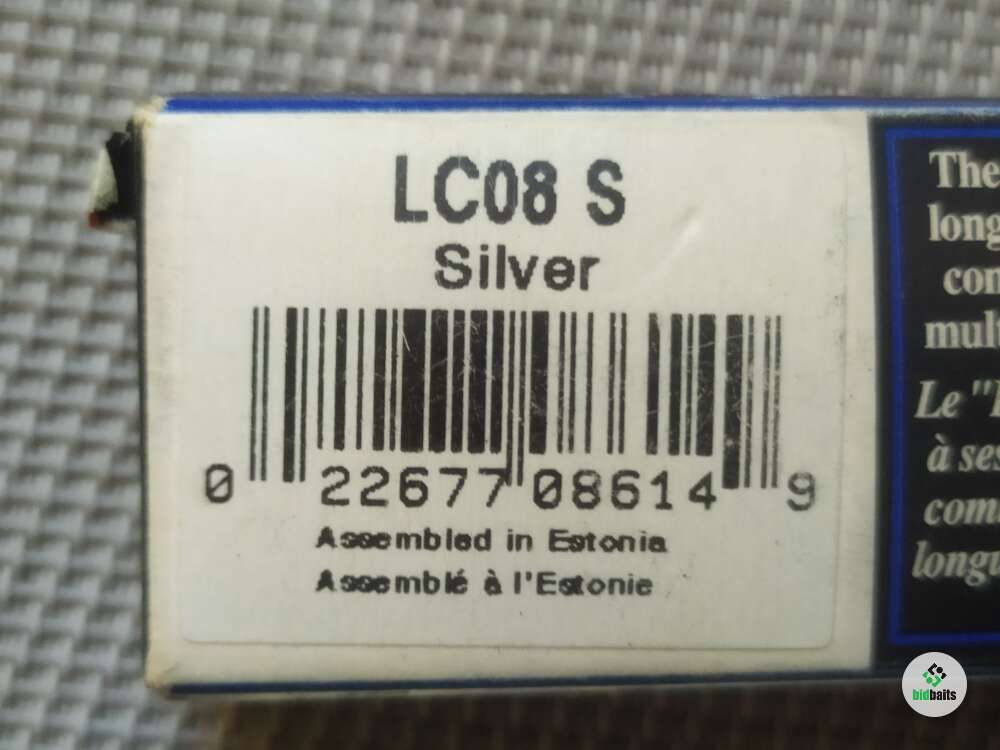 LC08 S
Silver
0 22677 08614 9
Assembled in Estonia
Assemblé à l'Estonie
The
long
con
mult
Le "L
à ses
com
longu
bidbaits